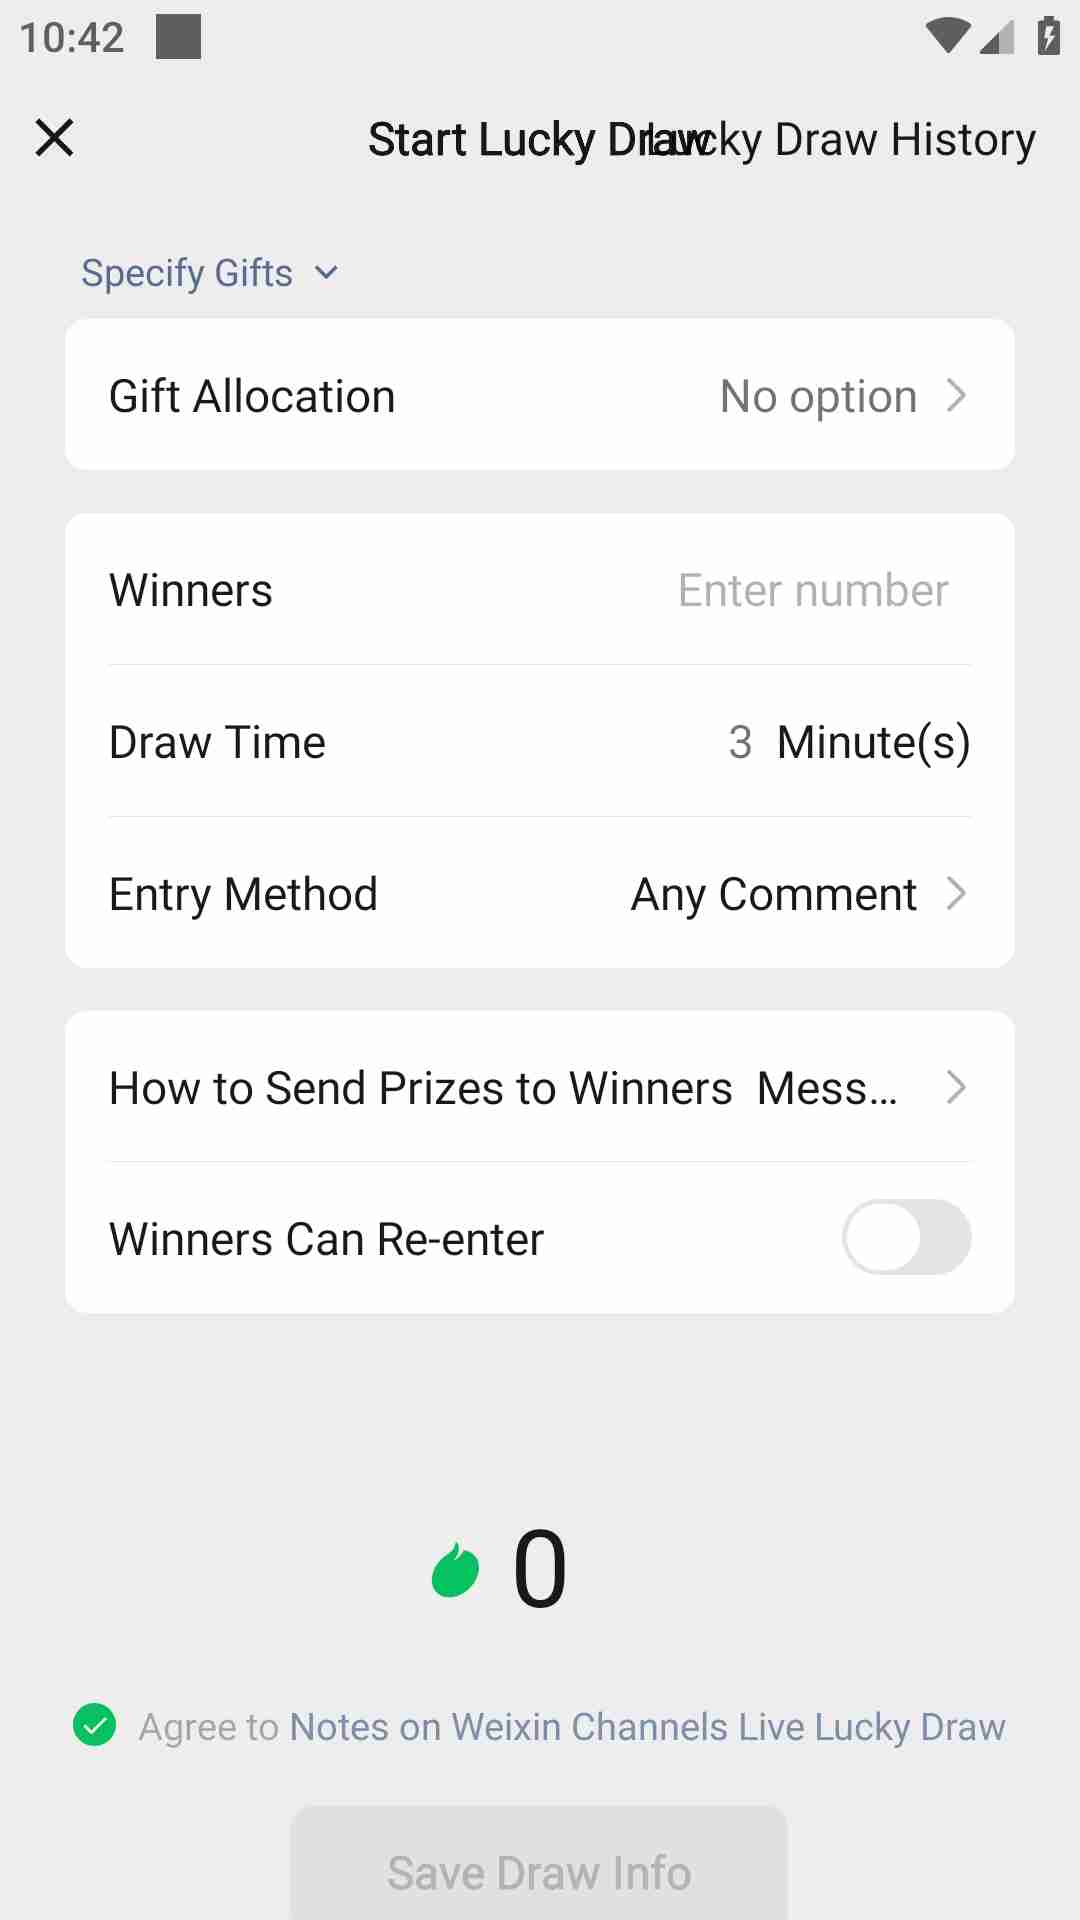 10:42
Start Lucky Draw
Lucky Draw History
Specify Gifts
Gift Allocation No option
Winners Enter number
Draw Time 3 Minute(s)
Entry Method Any Comment
How to Send Prizes to Winners Mess...
Winners Can Re-enter
0
Agree to Notes on Weixin Channels Live Lucky Draw
Save Draw Info